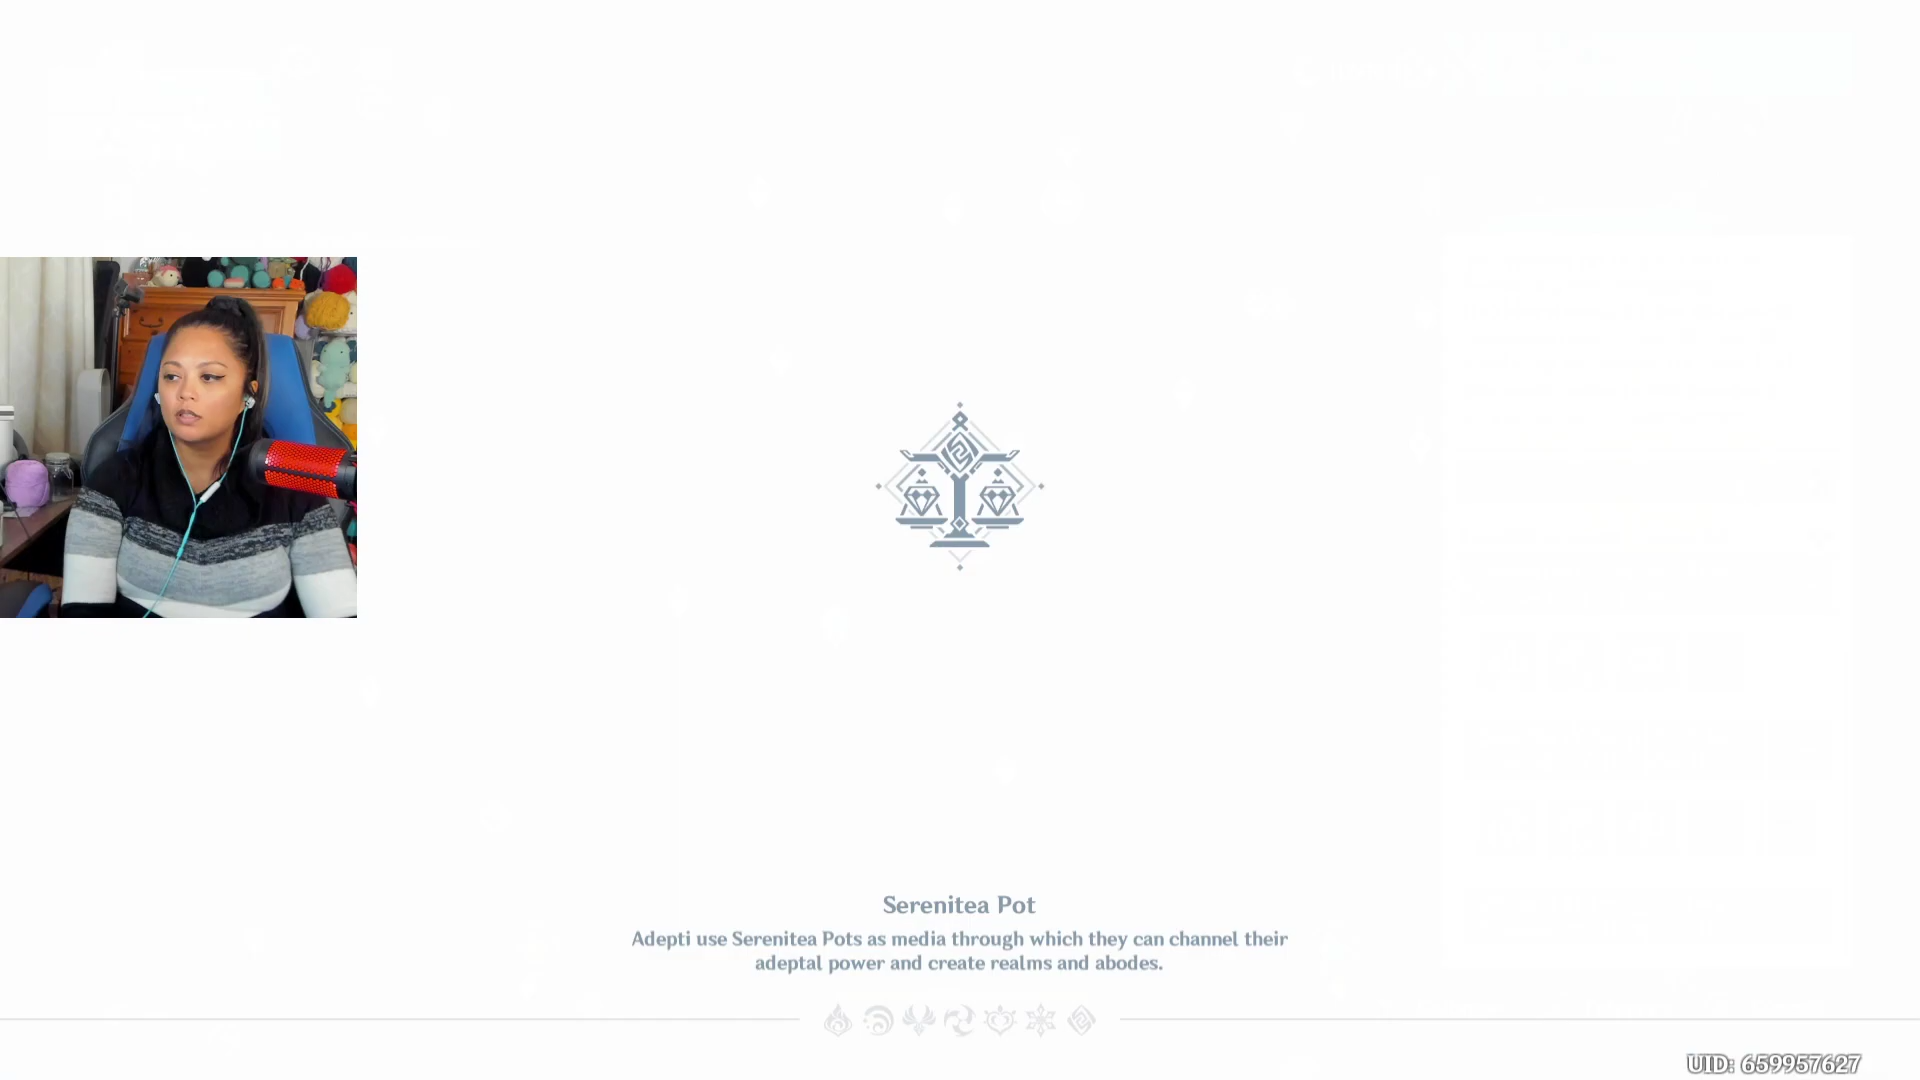 Serenitea Pot
Adepti use Serenitea Pots as media through which they can channel their
adeptal power and create realms and abodes.
UID: 659957627